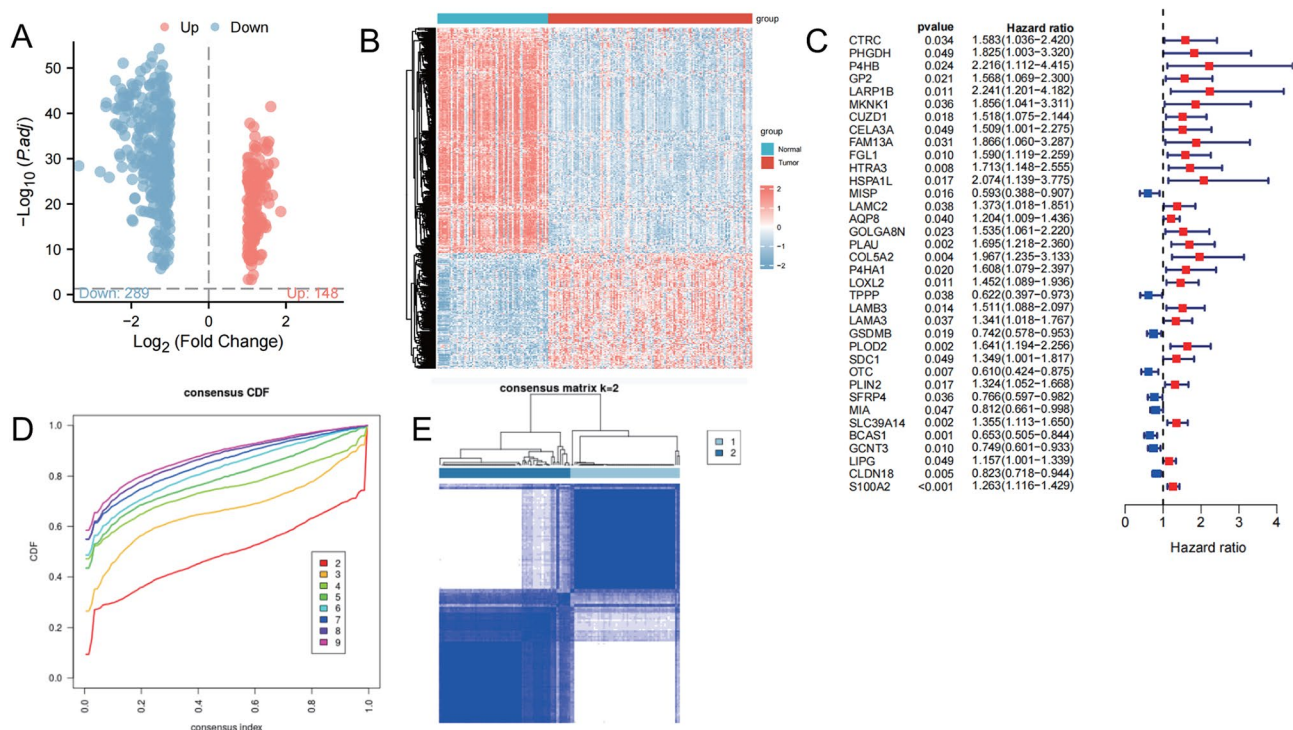 A
Up
Down
−Log10 (P.adj)
50
40
30
20
10
0
Down: 289
Up: 148
−2
0
2
Log2 (Fold Change)
B
group
group
Normal
Tumor
2
1
0
−1
−2
C
pvalue Hazard ratio
CTRC 0.034 1.583(1.036−2.420)
PHGDH 0.049 1.825(1.003−3.320)
P4HB 0.024 2.216(1.112−4.415)
GP2 0.021 1.568(1.069−2.300)
LARP1B 0.011 2.241(1.201−4.182)
MKNK1 0.036 1.856(1.041−3.311)
CUZD1 0.018 1.518(1.075−2.144)
CELA3A 0.049 1.509(1.001−2.275)
FAM13A 0.031 1.866(1.060−3.287)
FGL1 0.010 1.590(1.119−2.259)
HTRA3 0.008 1.713(1.148−2.555)
HSPA1L 0.017 2.074(1.139−3.775)
MISP 0.016 0.593(0.388−0.907)
LAMC2 0.038 1.373(1.018−1.851)
AQP8 0.040 1.204(1.009−1.436)
GOLGA8N 0.023 1.535(1.061−2.220)
PLAU 0.002 1.695(1.218−2.360)
COL5A2 0.004 1.967(1.235−3.133)
P4HA1 0.020 1.608(1.079−2.397)
LOXL2 0.011 1.452(1.089−1.936)
TPPP 0.038 0.622(0.397−0.973)
LAMB3 0.014 1.511(1.088−2.097)
LAMA3 0.037 1.341(1.018−1.767)
GSDMB 0.019 0.742(0.578−0.953)
PLOD2 0.002 1.641(1.194−2.256)
SDC1 0.049 1.349(1.001−1.817)
OTC 0.007 0.610(0.424−0.875)
PLIN2 0.017 1.324(1.052−1.668)
SFRP4 0.036 0.766(0.597−0.982)
MIA 0.047 0.812(0.661−0.998)
SLC39A14 0.002 1.355(1.113−1.650)
BCAS1 0.001 0.653(0.505−0.844)
GCNT3 0.010 0.749(0.601−0.933)
LIPG 0.049 1.157(1.001−1.339)
CLDN18 0.005 0.823(0.718−0.944)
S100A2 <0.001 1.263(1.116−1.429)
0 1 2 3 4
Hazard ratio
consensus CDF
D
CDF
1.0
0.8
0.6
0.4
0.2
0.0
2
3
4
5
6
7
8
9
0.0 0.2 0.4 0.6 0.8 1.0
consensus index
consensus matrix k=2
E
1
2